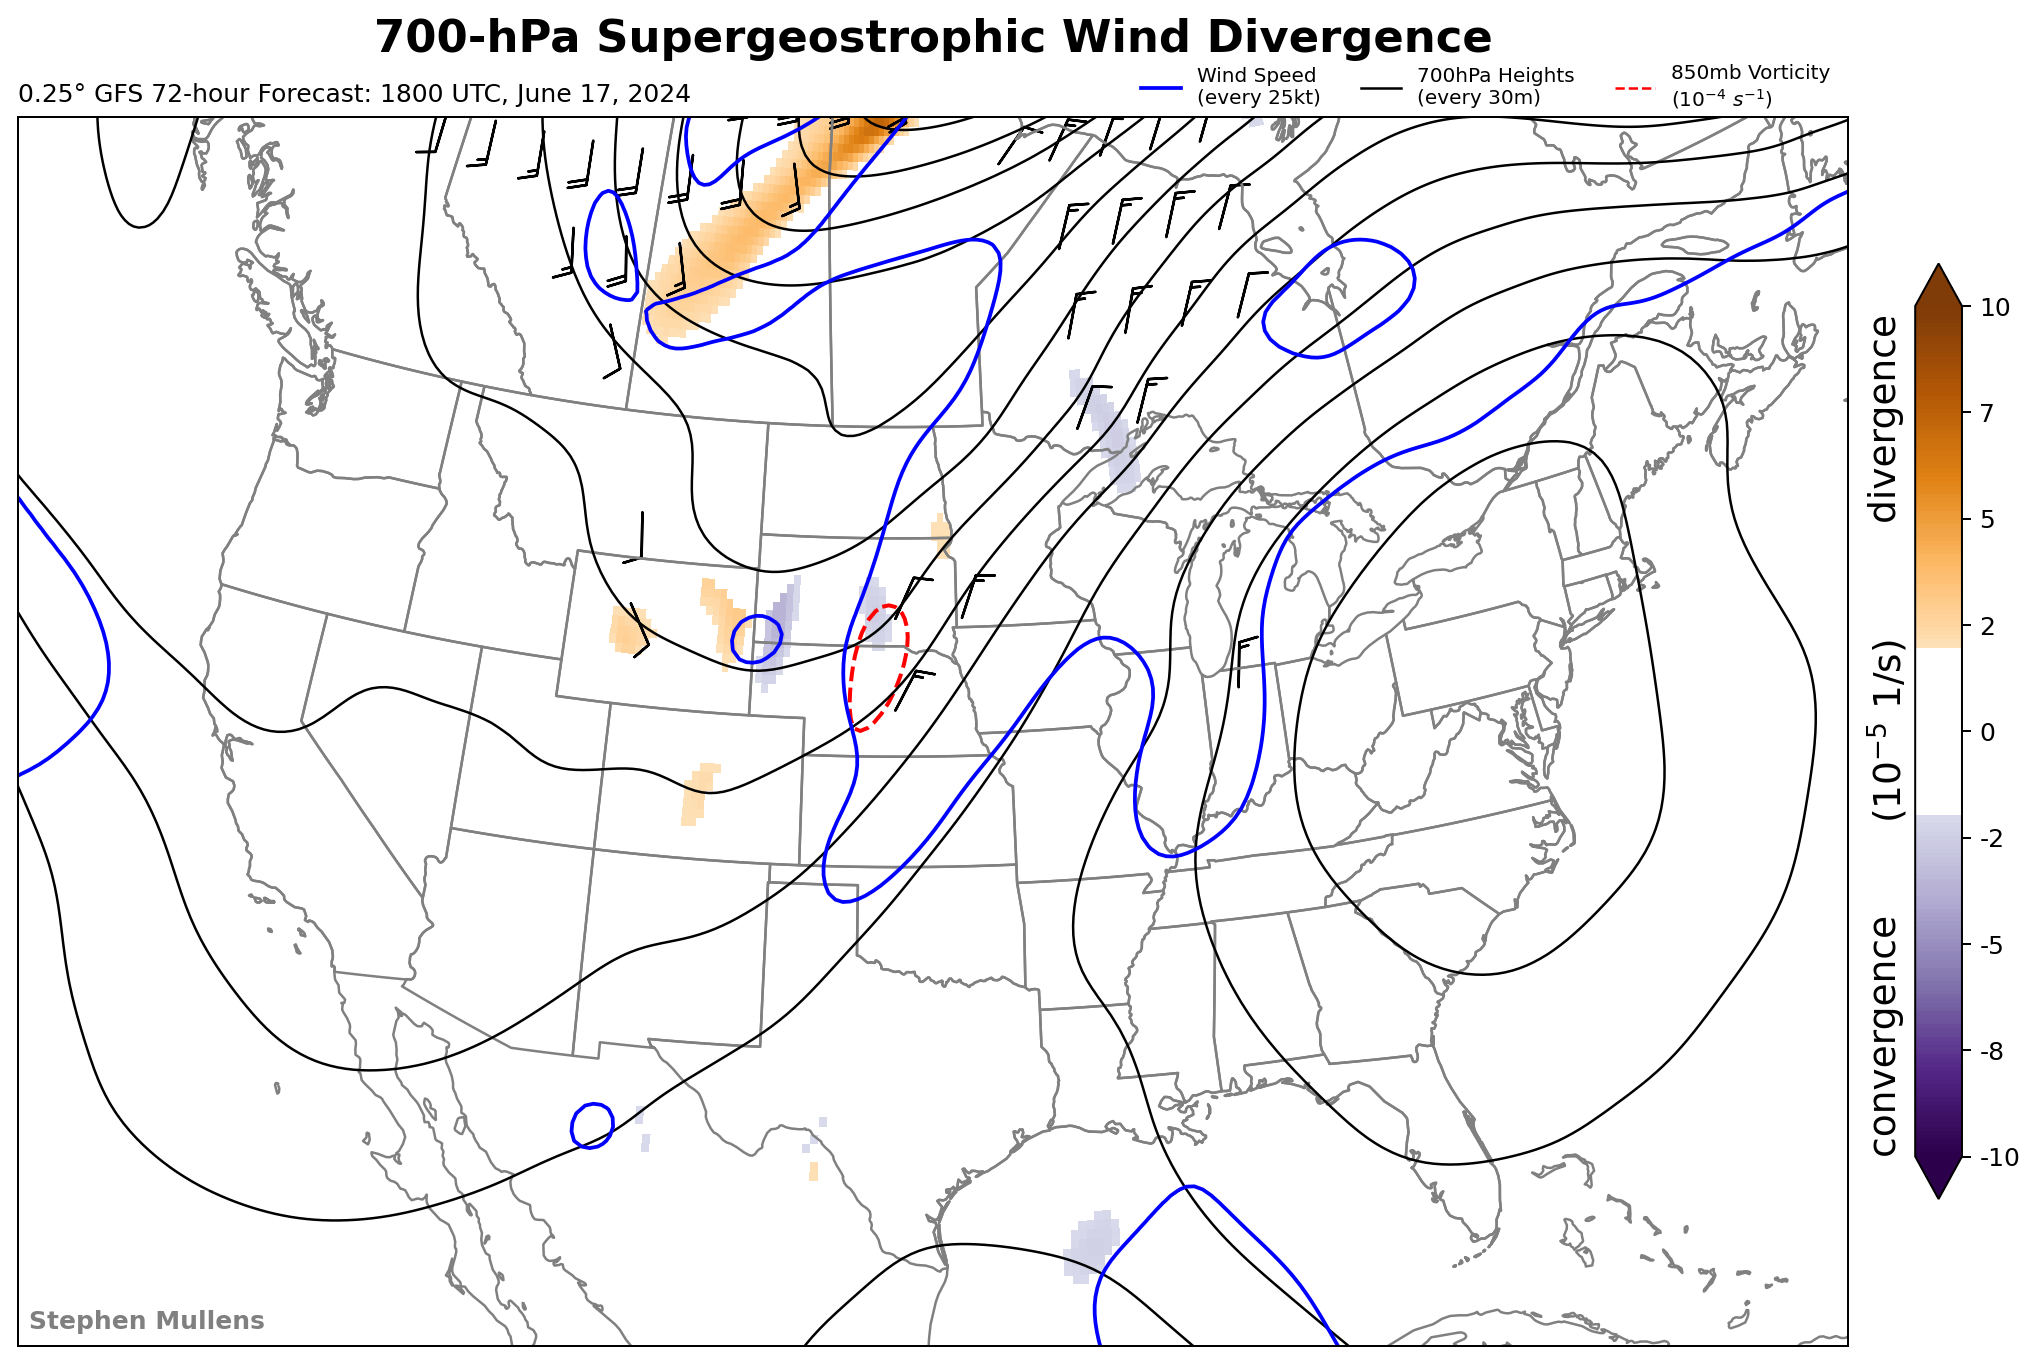 700-hPa Supergeostrophic Wind Divergence
0.25° GFS 72-hour Forecast: 1800 UTC, June 17, 2024
Wind Speed
(every 25kt)
700hPa Heights
(every 30m)
850mb Vorticity
(10⁻⁴ s⁻¹)
10
7
5
2
0
-2
-5
-8
-10
convergence (10⁻⁵ 1/s) divergence
Stephen Mullens